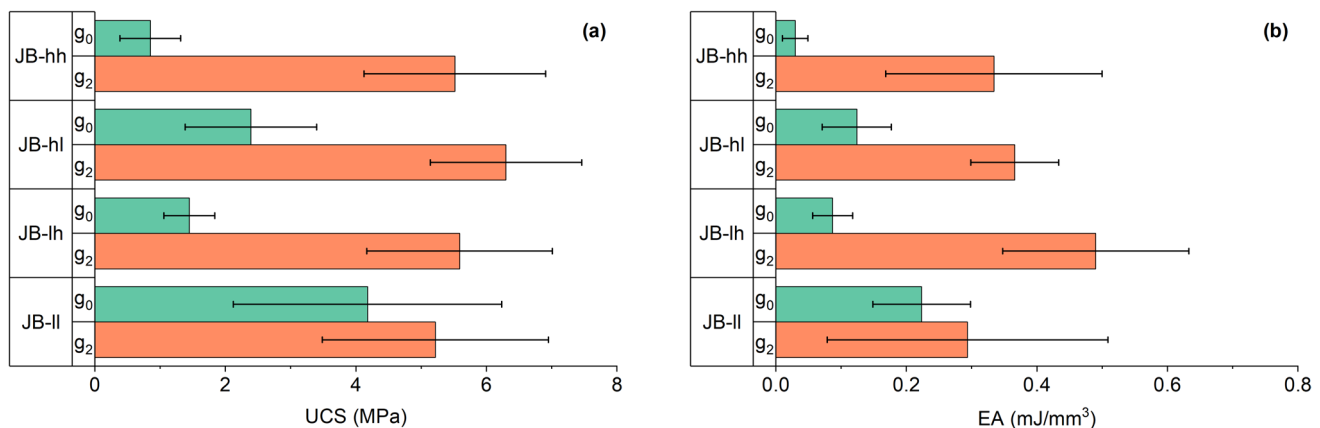 (a)
JB-hh
g₀
g₂
JB-hl
g₀
g₂
JB-lh
g₀
g₂
JB-ll
g₀
g₂
0 2 4 6 8
UCS (MPa)
(b)
JB-hh
g₀
g₂
JB-hl
g₀
g₂
JB-lh
g₀
g₂
JB-ll
g₀
g₂
0.0 0.2 0.4 0.6 0.8
EA (mJ/mm³)